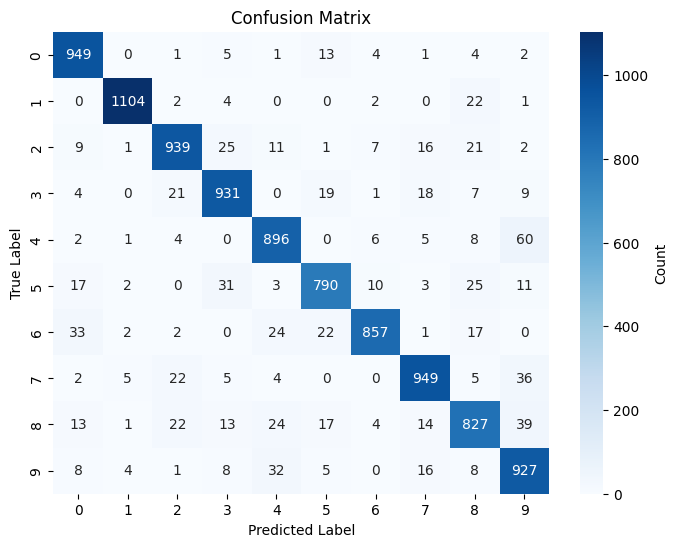 Confusion Matrix
0 949 0 1 5 1 13 4 1 4 2
1 0 1104 2 4 0 0 2 0 22 1
2 9 1 939 25 11 1 7 16 21 2
3 4 0 21 931 0 19 1 18 7 9
4 2 1 4 0 896 0 6 5 8 60
5 17 2 0 31 3 790 10 3 25 11
6 33 2 2 0 24 22 857 1 17 0
7 2 5 22 5 4 0 0 949 5 36
8 13 1 22 13 24 17 4 14 827 39
9 8 4 1 8 32 5 0 16 8 927
0 1 2 3 4 5 6 7 8 9
Predicted Label
True Label
1000
800
600
400
200
0
Count